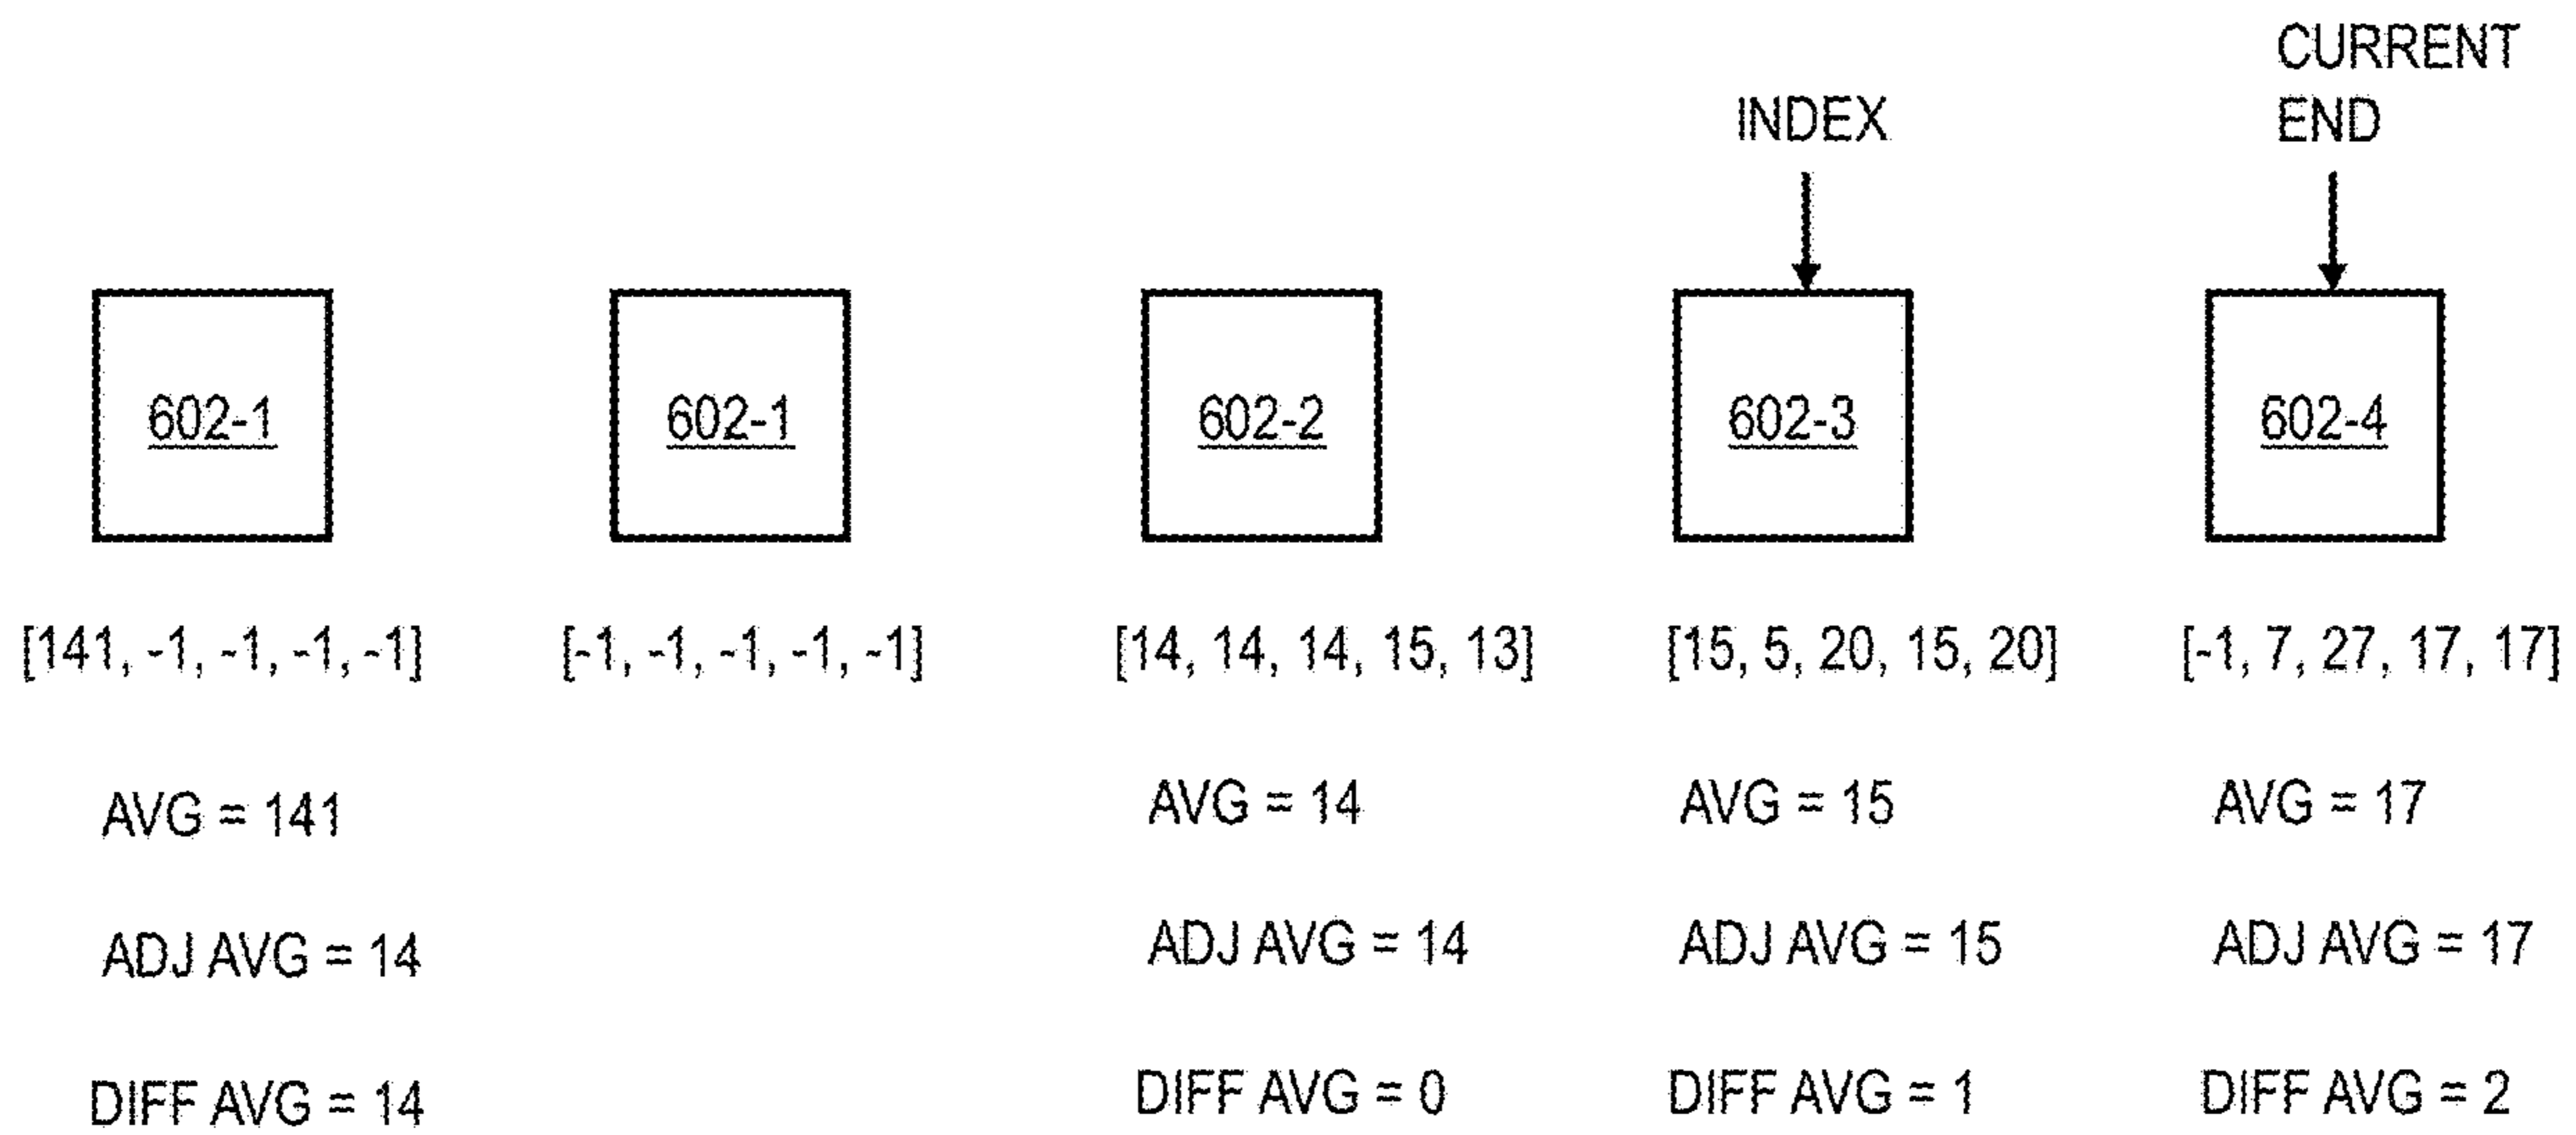 CURRENT
END
INDEX
602-1
602-1
602-2
602-3
602-4
[141, -1, -1, -1, -1]
[-1, -1, -1, -1, -1]
[14, 14, 14, 15, 13]
[15, 5, 20, 15, 20]
[-1, 7, 27, 17, 17]
AVG = 141
AVG = 14
AVG = 15
AVG = 17
ADJ AVG = 14
ADJ AVG = 14
ADJ AVG = 15
ADJ AVG = 17
DIFF AVG = 14
DIFF AVG = 0
DIFF AVG = 1
DIFF AVG = 2